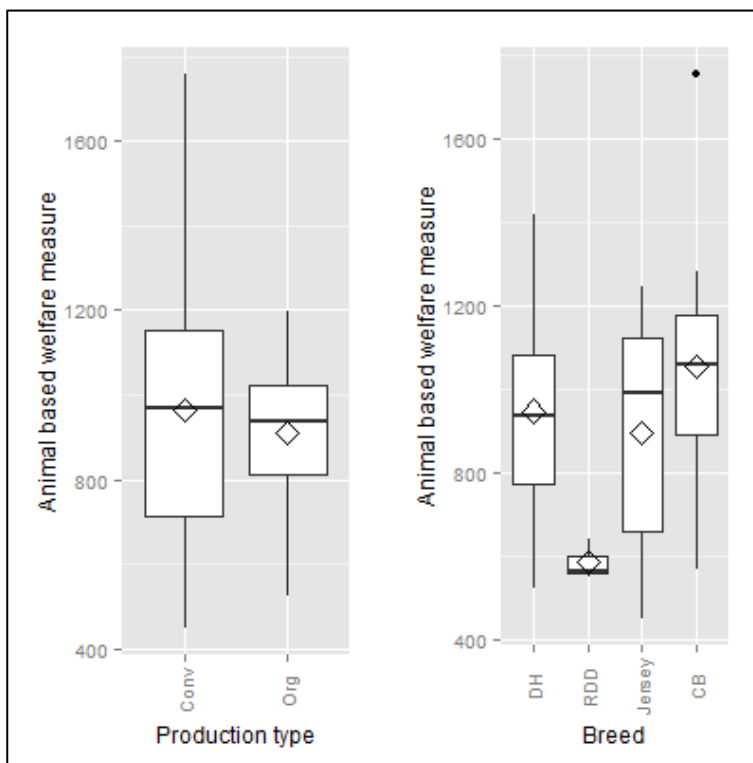 Animal based welfare measure
1600
1200
800
400
Conv
Org
Production type
Animal based welfare measure
1600
1200
800
400
DH
RDD
Jersey
CB
Breed